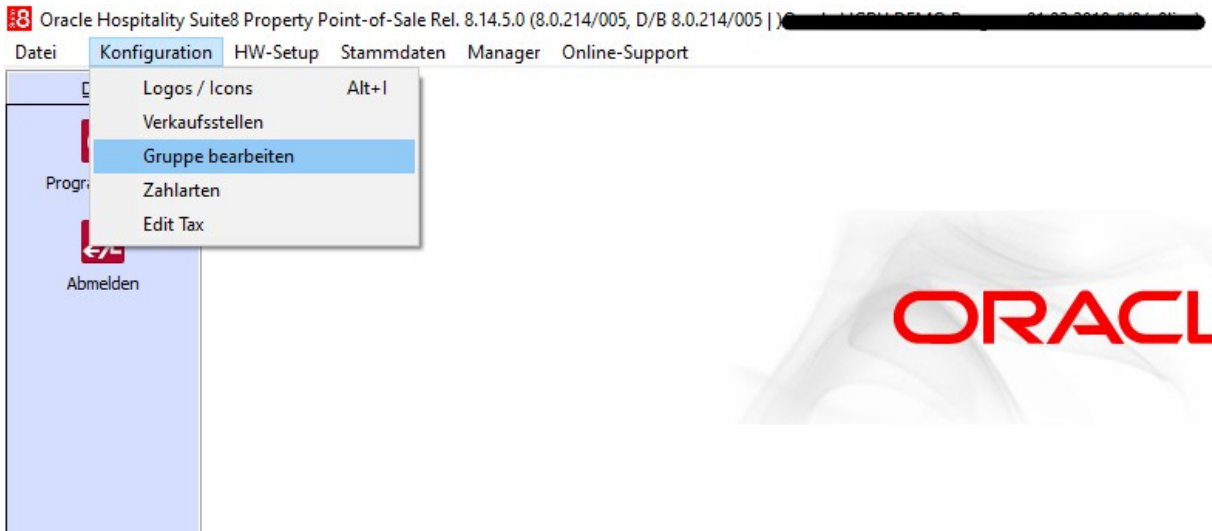 Oracle Hospitality Suite8 Property Point-of-Sale Rel. 8.14.5.0 (8.0.214/005, D/B 8.0.214/005 | )
Datei Konfiguration HW-Setup Stammdaten Manager Online-Support
Logos / Icons Alt+I
Verkaufsstellen
Gruppe bearbeiten
Zahlarten
Edit Tax
Abmelden
ORACL